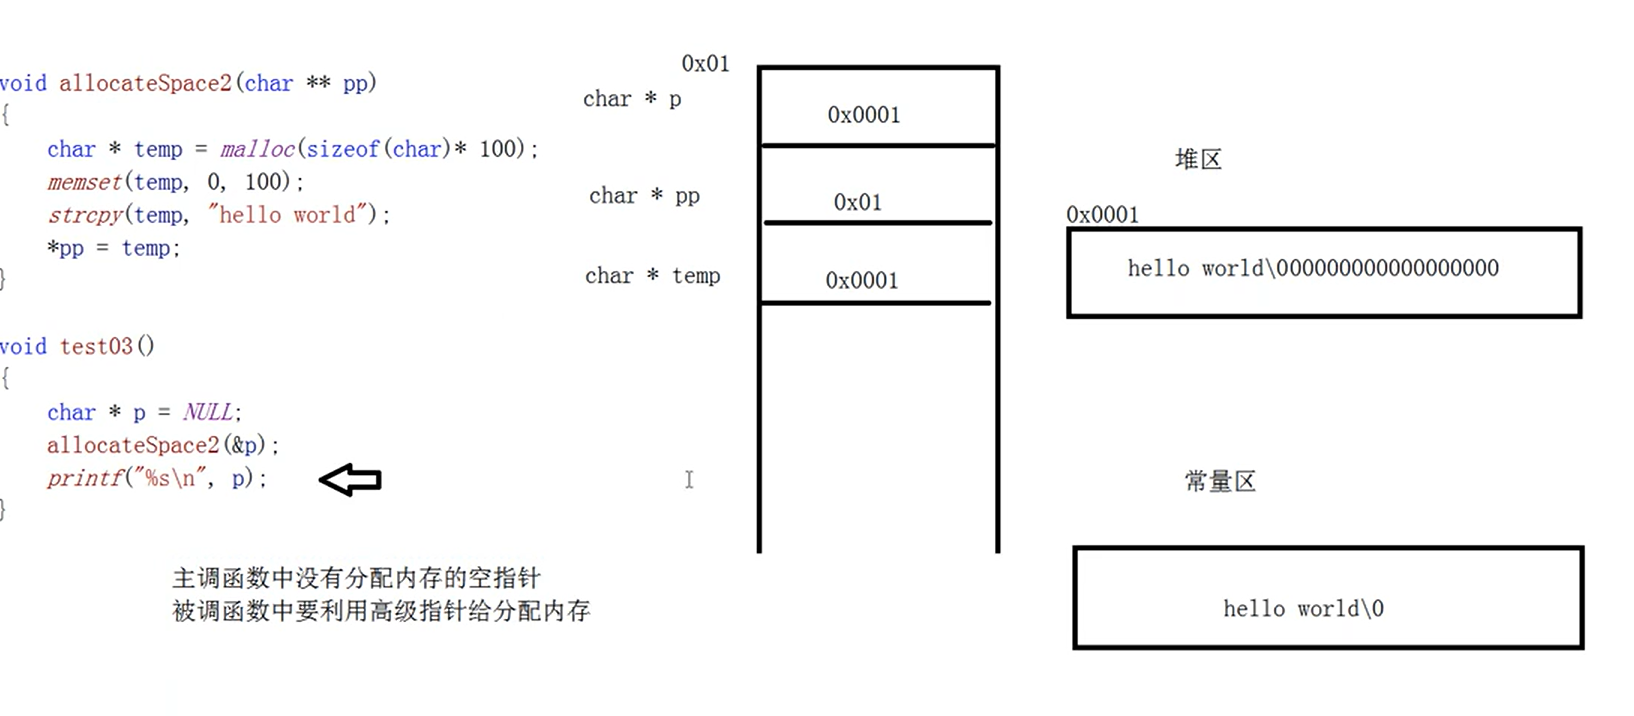 void allocateSpace2(char ** pp)
{
char * temp = malloc(sizeof(char)* 100);
memset(temp, 0, 100);
strcpy(temp, "hello world");
*pp = temp;
}
void test03()
{
char * p = NULL;
allocateSpace2(&p);
printf("%s\n", p);
}
主调函数中没有分配内存的空指针
被调函数中要利用高级指针给分配内存
0x01
char * p
0x0001
char * pp
0x01
char * temp
0x0001
堆区
0x0001
hello world\00000000000000000
常量区
hello world\0